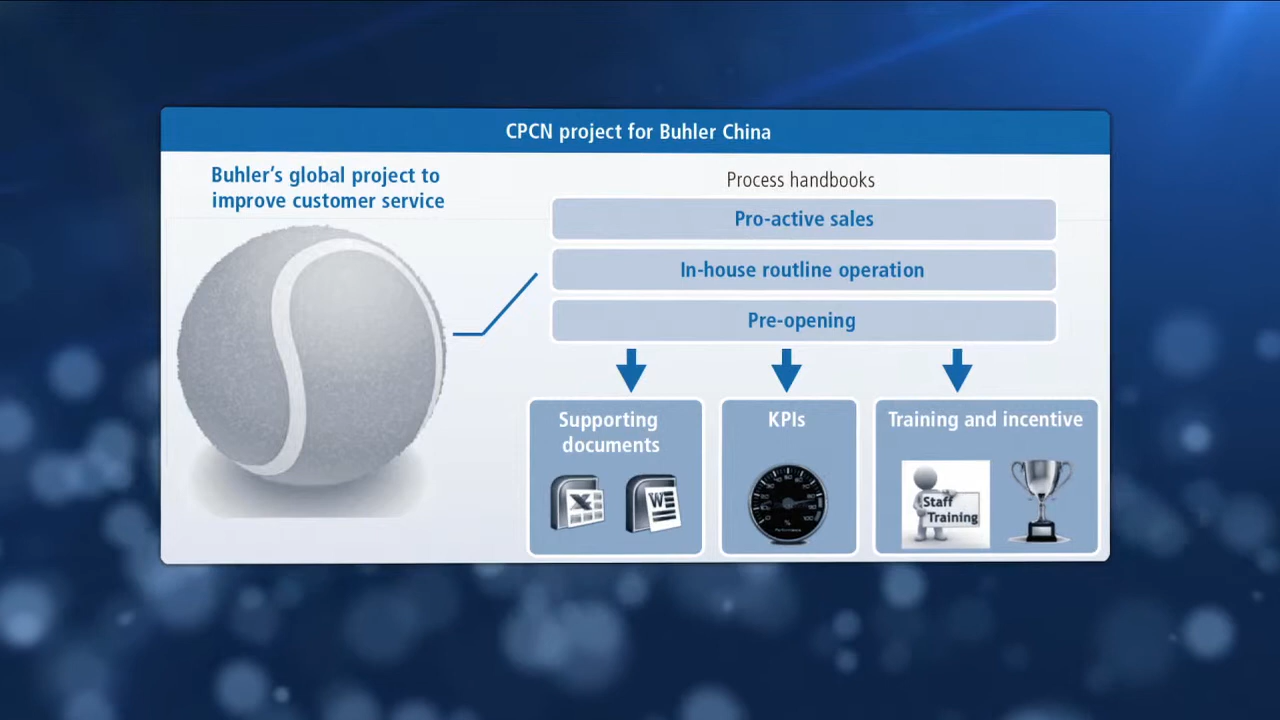 CPCN project for Buhler China
Buhler's global project to
improve customer service
Process handbooks
Pro-active sales
In-house routline operation
Pre-opening
Supporting
documents
KPIs
Training and incentive
Staff
Training